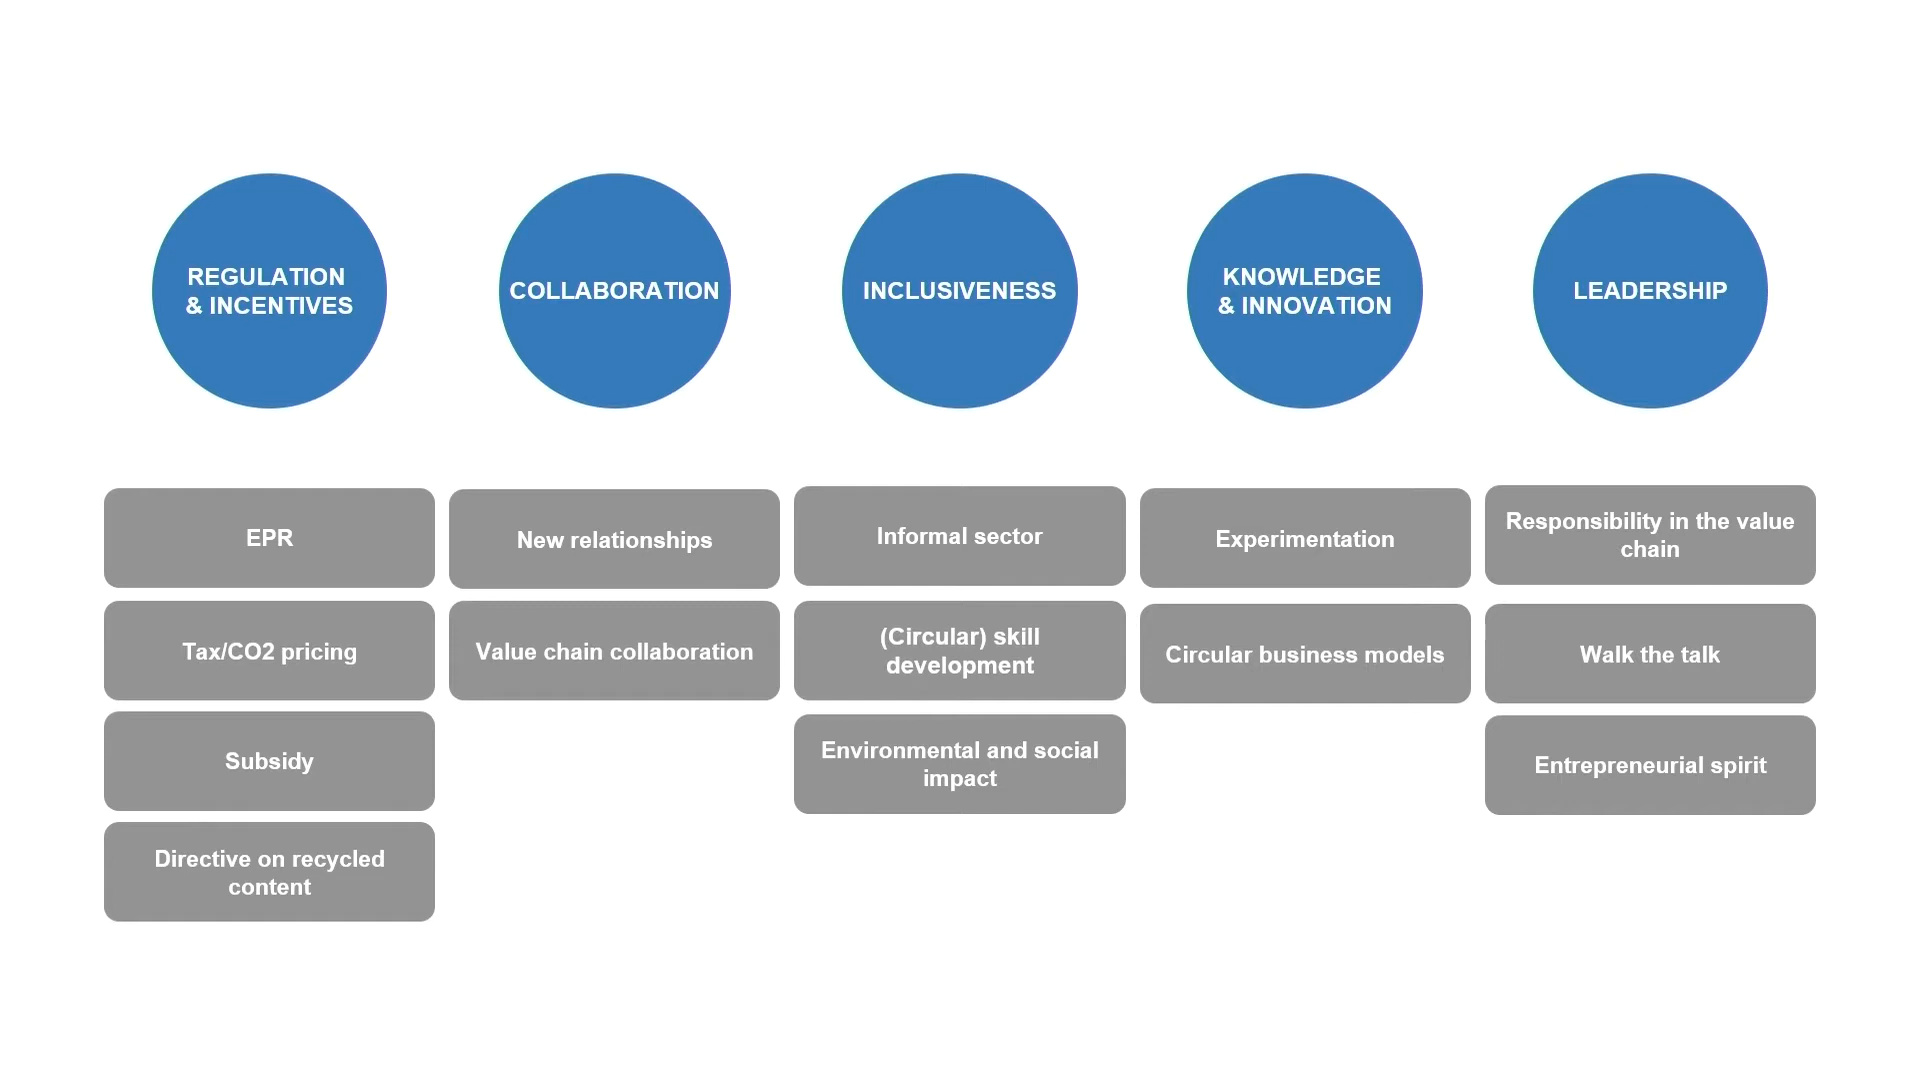 REGULATION
& INCENTIVES
COLLABORATION
INCLUSIVENESS
KNOWLEDGE
& INNOVATION
LEADERSHIP
EPR
Tax/CO2 pricing
Subsidy
Directive on recycled
content
New relationships
Value chain collaboration
Informal sector
(Circular) skill
development
Environmental and social
impact
Experimentation
Circular business models
Responsibility in the value
chain
Walk the talk
Entrepreneurial spirit